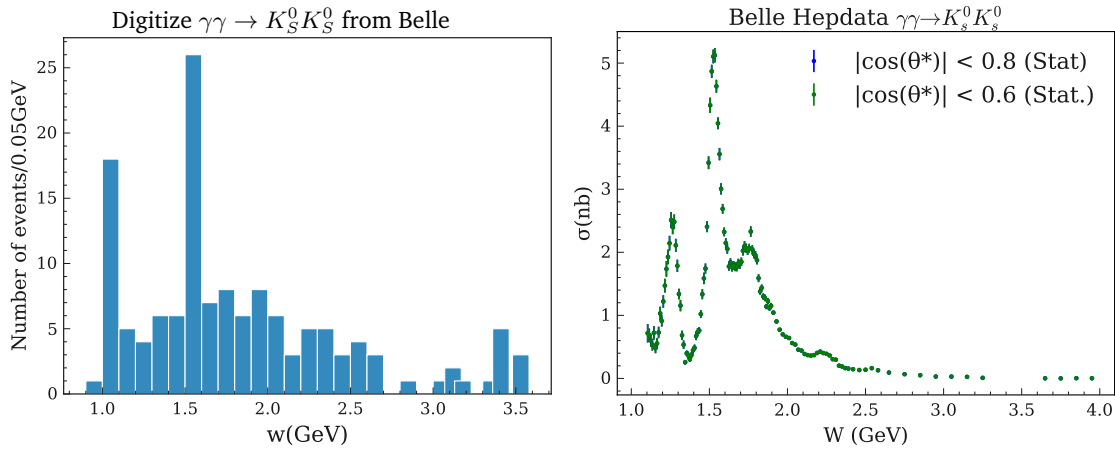 Digitize γγ → K_S^0 K_S^0 from Belle
Number of events/0.05GeV
25
20
15
10
5
0
1.0 1.5 2.0 2.5 3.0 3.5
w(GeV)
Belle Hepdata γγ→K_s^0 K_s^0
|cos(θ*)| < 0.8 (Stat)
|cos(θ*)| < 0.6 (Stat.)
σ(nb)
5
4
3
2
1
0
1.0 1.5 2.0 2.5 3.0 3.5 4.0
W (GeV)